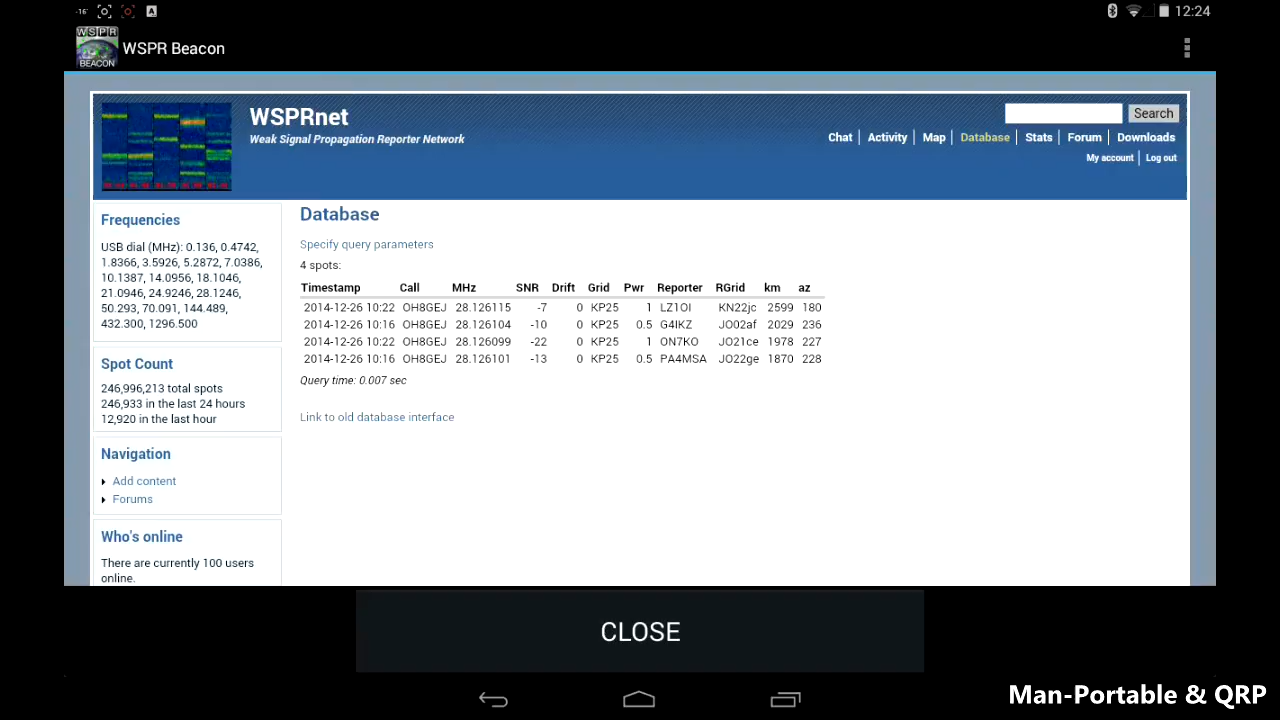 -16°
A
12:24
WSPR
BEACON
WSPR Beacon
WSPRnet
Weak Signal Propagation Reporter Network
Search
Chat Activity Map Database Stats Forum Downloads
My account Log out
Frequencies
USB dial (MHz): 0.136, 0.4742,
1.8366, 3.5926, 5.2872, 7.0386,
10.1387, 14.0956, 18.1046,
21.0946, 24.9246, 28.1246,
50.293, 70.091, 144.489,
432.300, 1296.500
Spot Count
246,996,213 total spots
246,933 in the last 24 hours
12,920 in the last hour
Navigation
Add content
Forums
Who's online
There are currently 100 users
online.
Database
Specify query parameters
4 spots:
Timestamp Call MHz SNR Drift Grid Pwr Reporter RGrid km az
2014-12-26 10:22 OH8GEJ 28.126115 -7 0 KP25 1 LZ1OI KN22jc 2599 180
2014-12-26 10:16 OH8GEJ 28.126104 -10 0 KP25 0.5 G4IKZ JO02af 2029 236
2014-12-26 10:22 OH8GEJ 28.126099 -22 0 KP25 1 ON7KO JO21ce 1978 227
2014-12-26 10:16 OH8GEJ 28.126101 -13 0 KP25 0.5 PA4MSA JO22ge 1870 228
Query time: 0.007 sec
Link to old database interface
CLOSE
Man-Portable & QRP